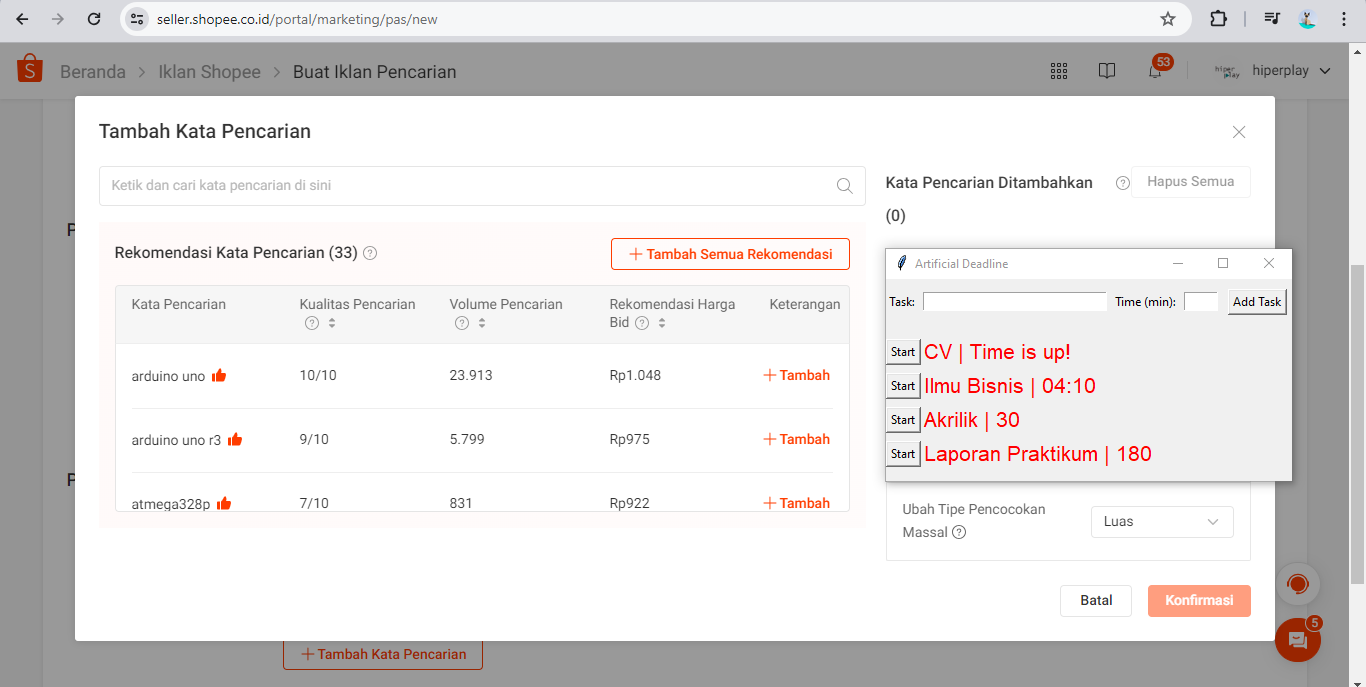 seller.shopee.co.id/portal/marketing/pas/new
Beranda > Iklan Shopee > Buat Iklan Pencarian
53
hiper play
hiperplay
Tambah Kata Pencarian
Ketik dan cari kata pencarian di sini
Rekomendasi Kata Pencarian (33)
+ Tambah Semua Rekomendasi
Kata Pencarian
Kualitas Pencarian
Volume Pencarian
Rekomendasi Harga
Bid
Keterangan
arduino uno 10/10 23.913 Rp1.048 + Tambah
arduino uno r3 9/10 5.799 Rp975 + Tambah
atmega328p 7/10 831 Rp922 + Tambah
Kata Pencarian Ditambahkan
(0)
Hapus Semua
Artificial Deadline
Task: Time (min): Add Task
Start CV | Time is up!
Start Ilmu Bisnis | 04:10
Start Akrilik | 30
Start Laporan Praktikum | 180
Ubah Tipe Pencocokan
Massal
Luas
Batal
Konfirmasi
P
P
+ Tambah Kata Pencarian
5